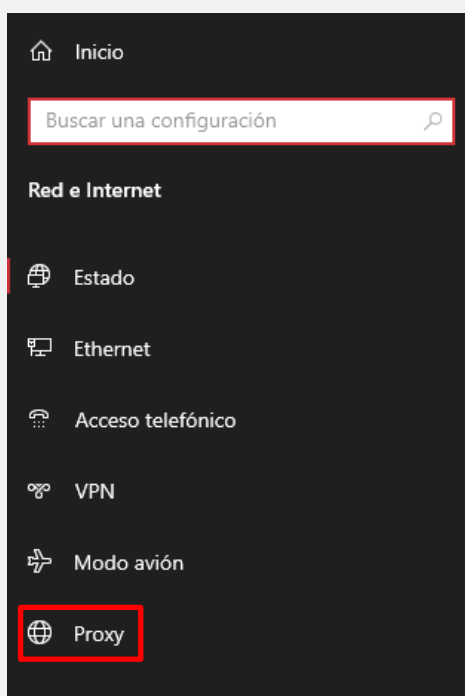 Inicio
Buscar una configuración
Red e Internet
Estado
Ethernet
Acceso telefónico
VPN
Modo avión
Proxy